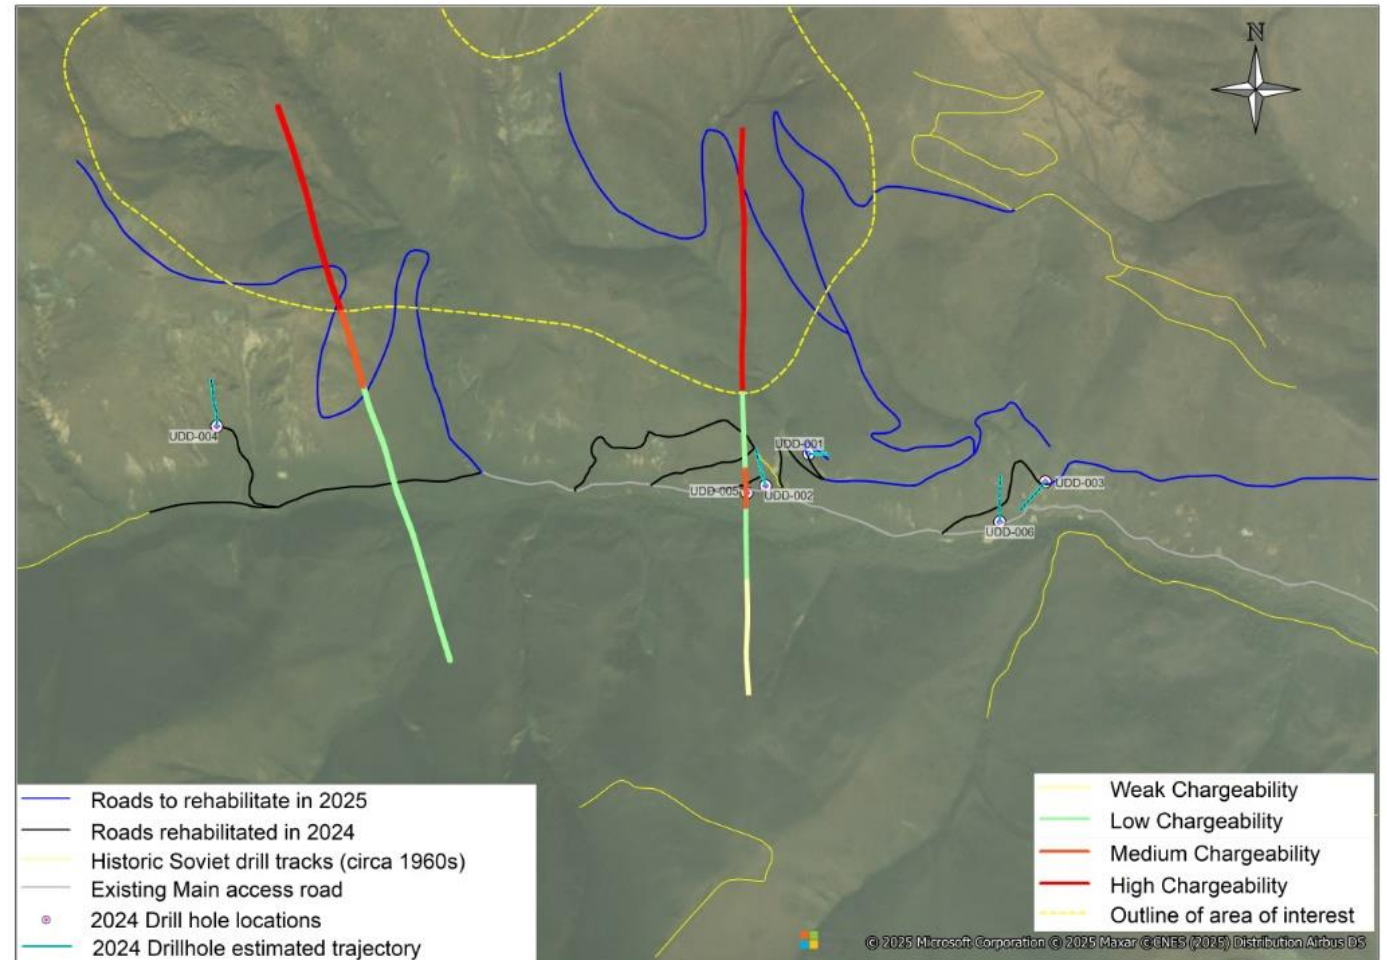 N
UDD-004
UDD-001
UDD-005
UDD-002
UDD-003
UDD-006
Roads to rehabilitate in 2025
Roads rehabilitated in 2024
Historic Soviet drill tracks (circa 1960s)
Existing Main access road
2024 Drill hole locations
2024 Drillhole estimated trajectory
Weak Chargeability
Low Chargeability
Medium Chargeability
High Chargeability
Outline of area of interest
© 2025 Microsoft Corporation © 2025 Maxar ©CNES (2025) Distribution Airbus DS